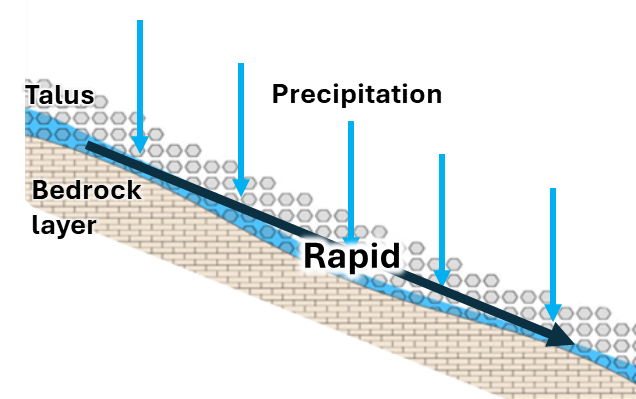 Talus
Precipitation
Bedrock
layer
Rapid